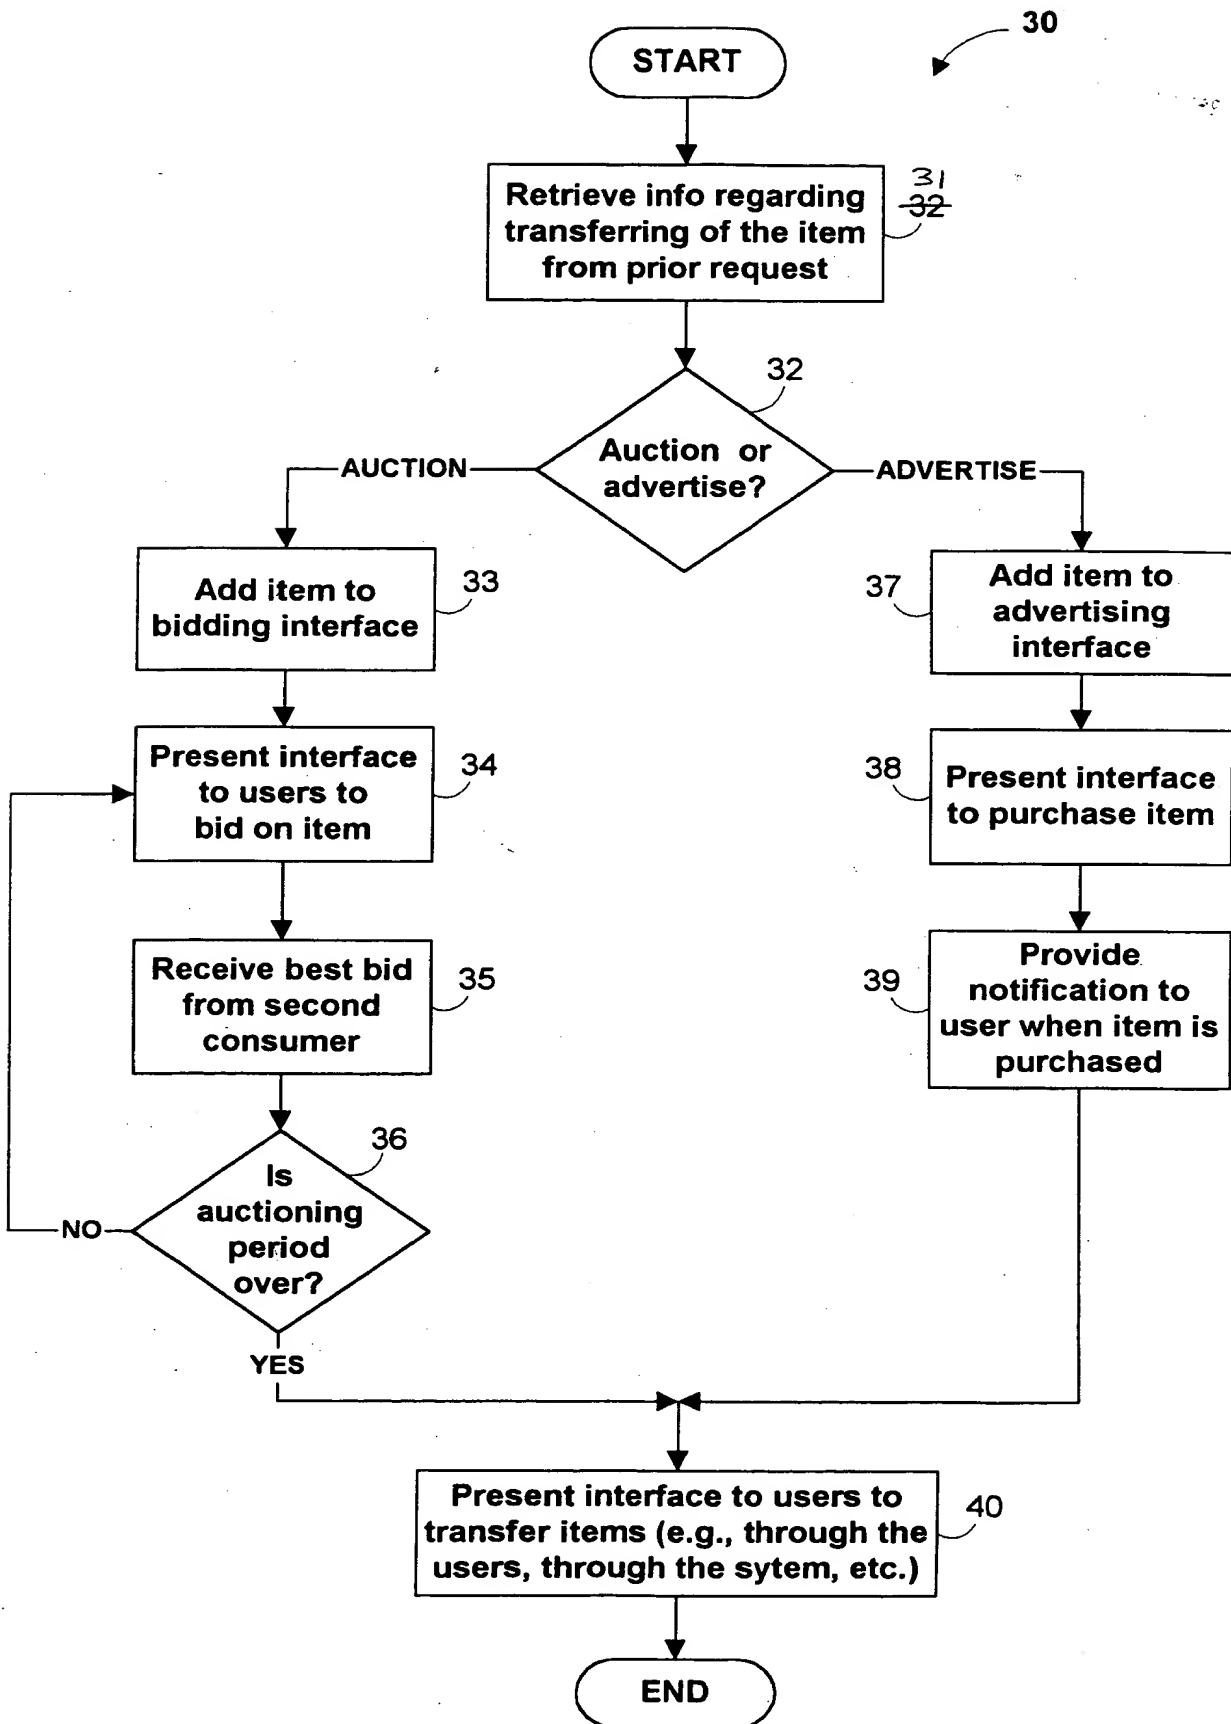 30
START
Retrieve info regarding
transferring of the item
from prior request
31
32
32
Auction or
advertise?
AUCTION
ADVERTISE
Add item to
bidding interface
33
37
Add item to
advertising
interface
Present interface
to users to
bid on item
34
38
Present interface
to purchase item
Receive best bid
from second
consumer
35
39
Provide
notification to
user when item is
purchased
36
Is
auctioning
period
over?
NO
YES
Present interface to users to
transfer items (e.g., through the
users, through the sytem, etc.)
40
END